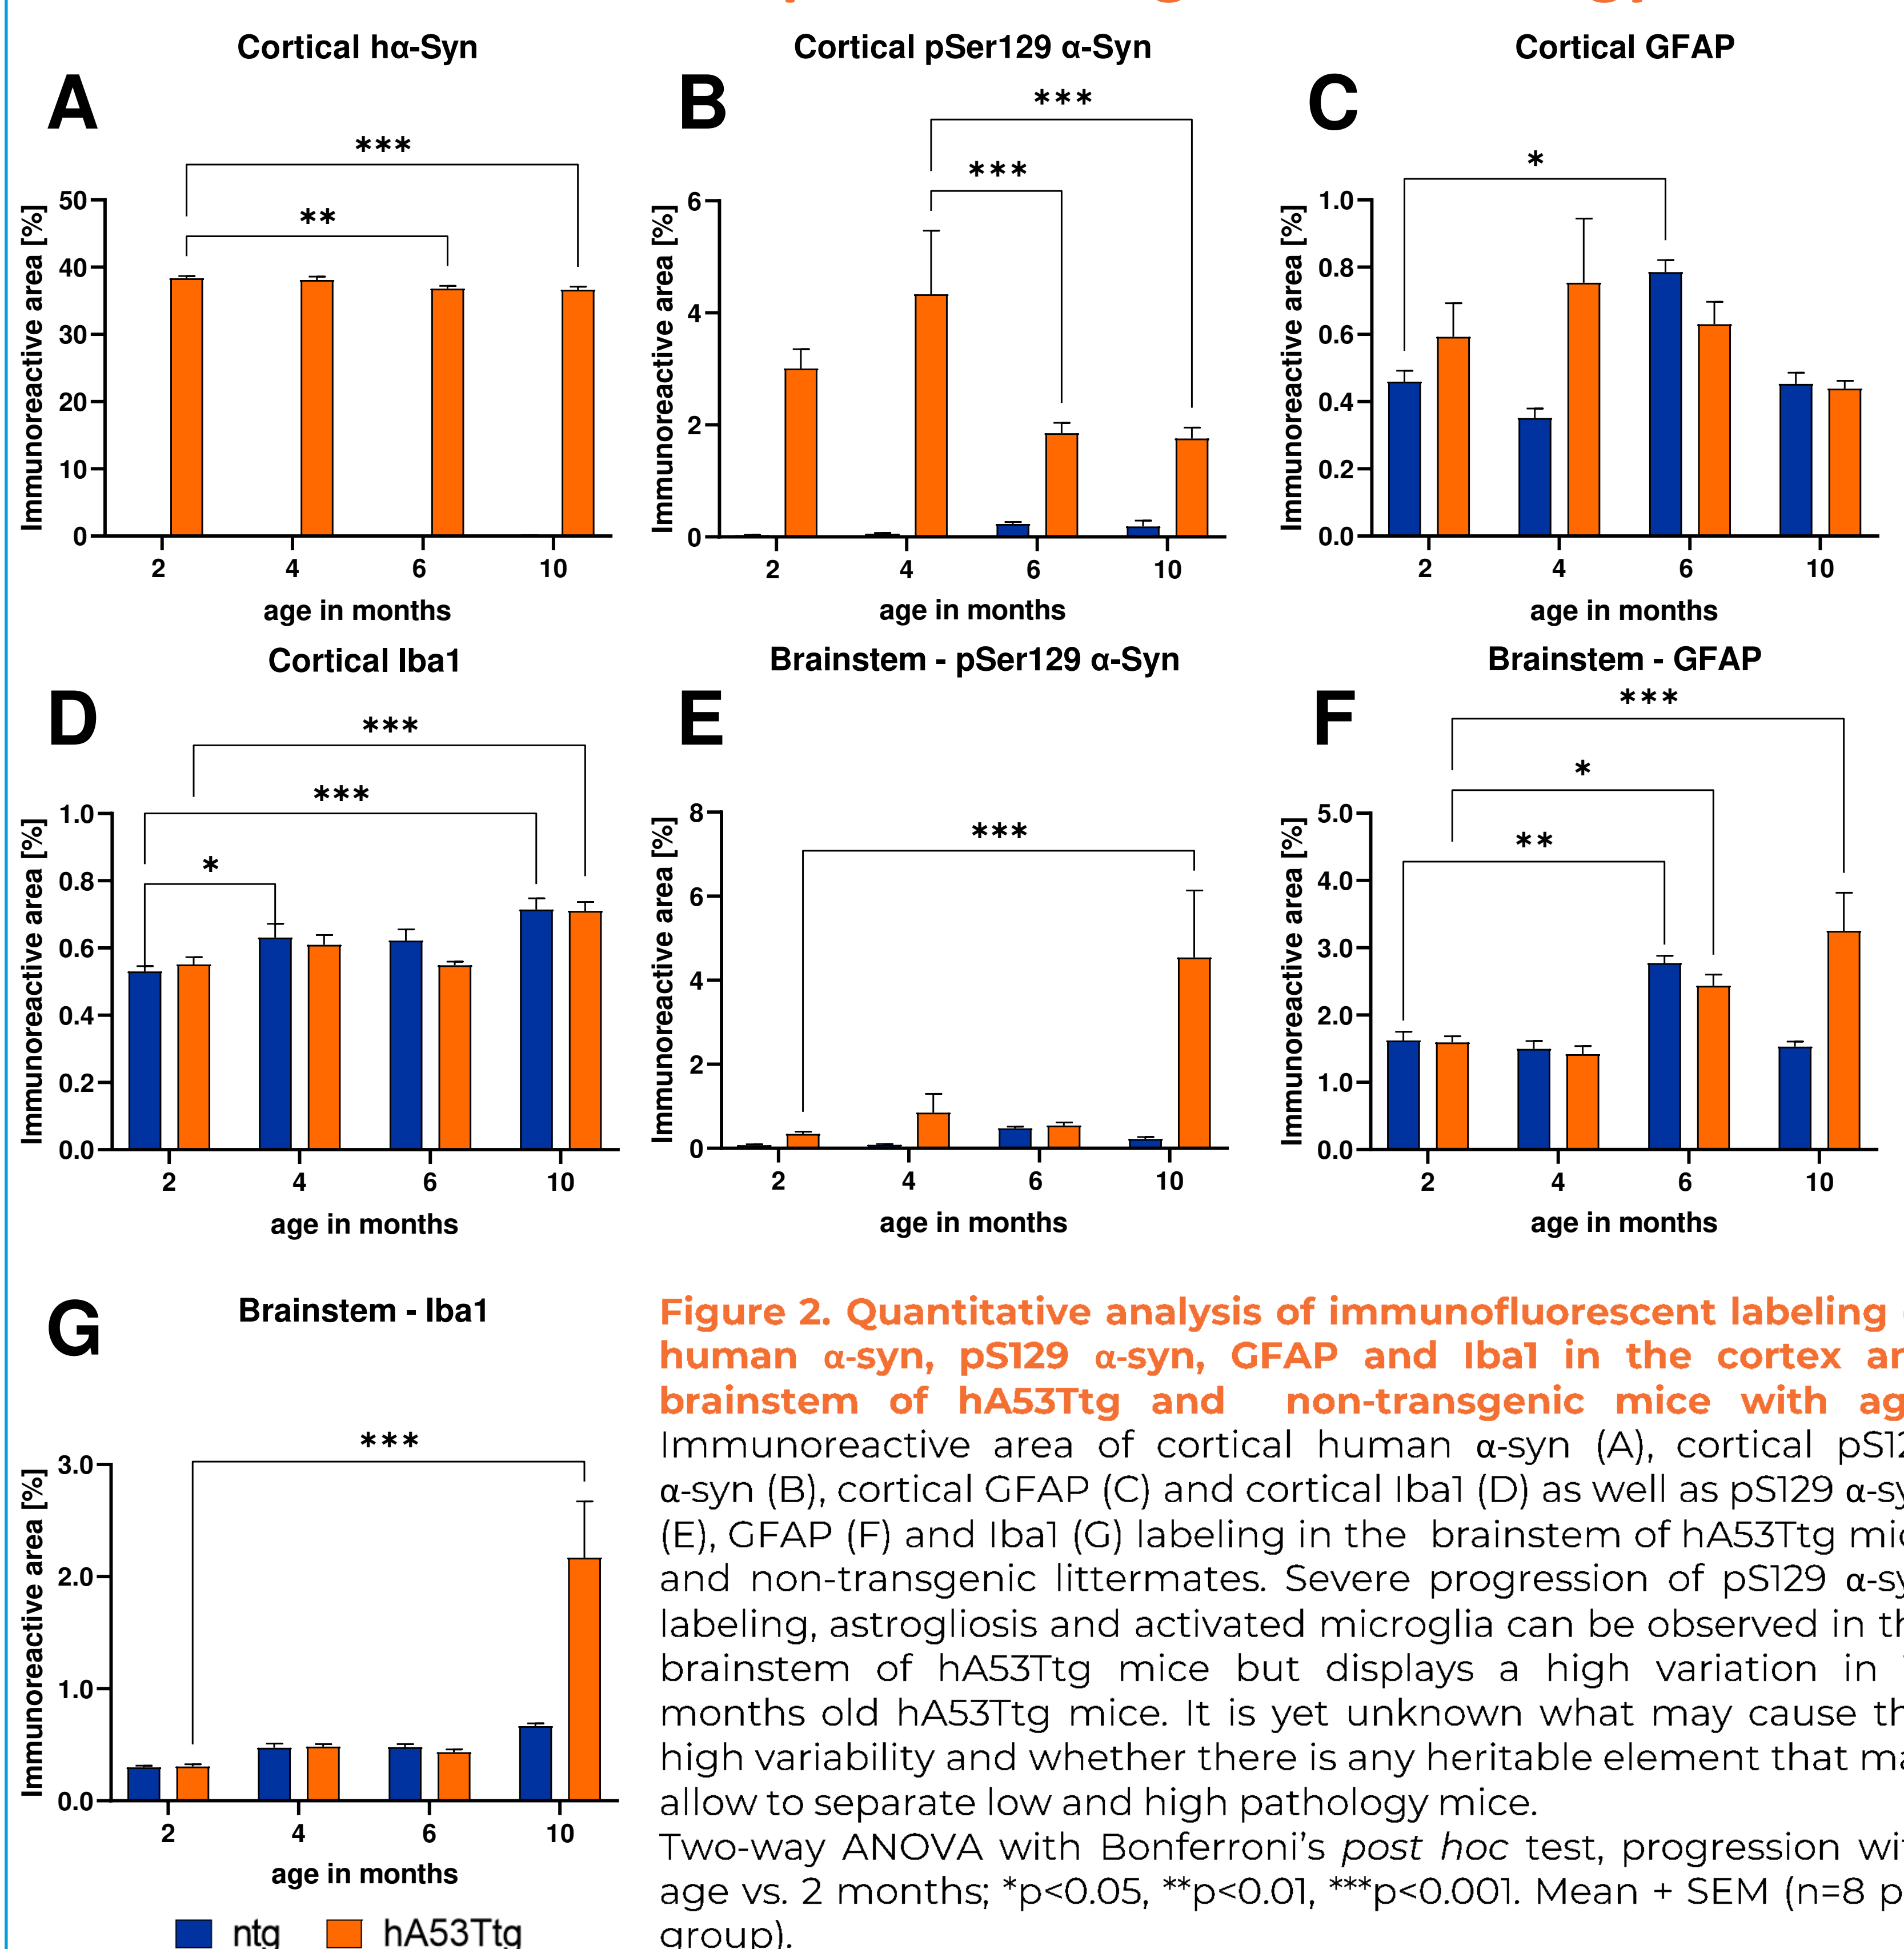 Cortical hα-Syn
Cortical pSer129 α-Syn
Cortical GFAP
A
B
C
***
**
50
40
30
20
10
0
Immunoreactive area [%]
2 4 6 10
age in months
***
***
6
4
2
0
Immunoreactive area [%]
2 4 6 10
age in months
*
1.0
0.8
0.6
0.4
0.2
0.0
Immunoreactive area [%]
2 4 6 10
age in months
Cortical Iba1
Brainstem - pSer129 α-Syn
Brainstem - GFAP
D
E
F
***
***
*
1.0
0.8
0.6
0.4
0.2
0.0
Immunoreactive area [%]
2 4 6 10
age in months
***
8
6
4
2
0
Immunoreactive area [%]
2 4 6 10
age in months
***
*
**
5.0
4.0
3.0
2.0
1.0
0.0
Immunoreactive area [%]
2 4 6 10
age in months
G
Brainstem - Iba1
***
3.0
2.0
1.0
0.0
Immunoreactive area [%]
2 4 6 10
age in months
ntg hA53Ttg
Figure 2. Quantitative analysis of immunofluorescent labeling
human α-syn, pS129 α-syn, GFAP and Iba1 in the cortex
brainstem of hA53Ttg and non-transgenic mice with
Immunoreactive area of cortical human α-syn (A), cortical
α-syn (B), cortical GFAP (C) and cortical Iba1 (D) as well as pS129
(E), GFAP (F) and Iba1 (G) labeling in the brainstem of hA53Ttg
and non-transgenic littermates. Severe progression of pS129
labeling, astrogliosis and activated microglia can be observed in
brainstem of hA53Ttg mice but displays a high variation in
months old hA53Ttg mice. It is yet unknown what may cause
high variability and whether there is any heritable element that
allow to separate low and high pathology mice.
Two-way ANOVA with Bonferroni’s post hoc test, progression
age vs. 2 months; *p<0.05, **p<0.01, ***p<0.001. Mean + SEM (n=8
group).